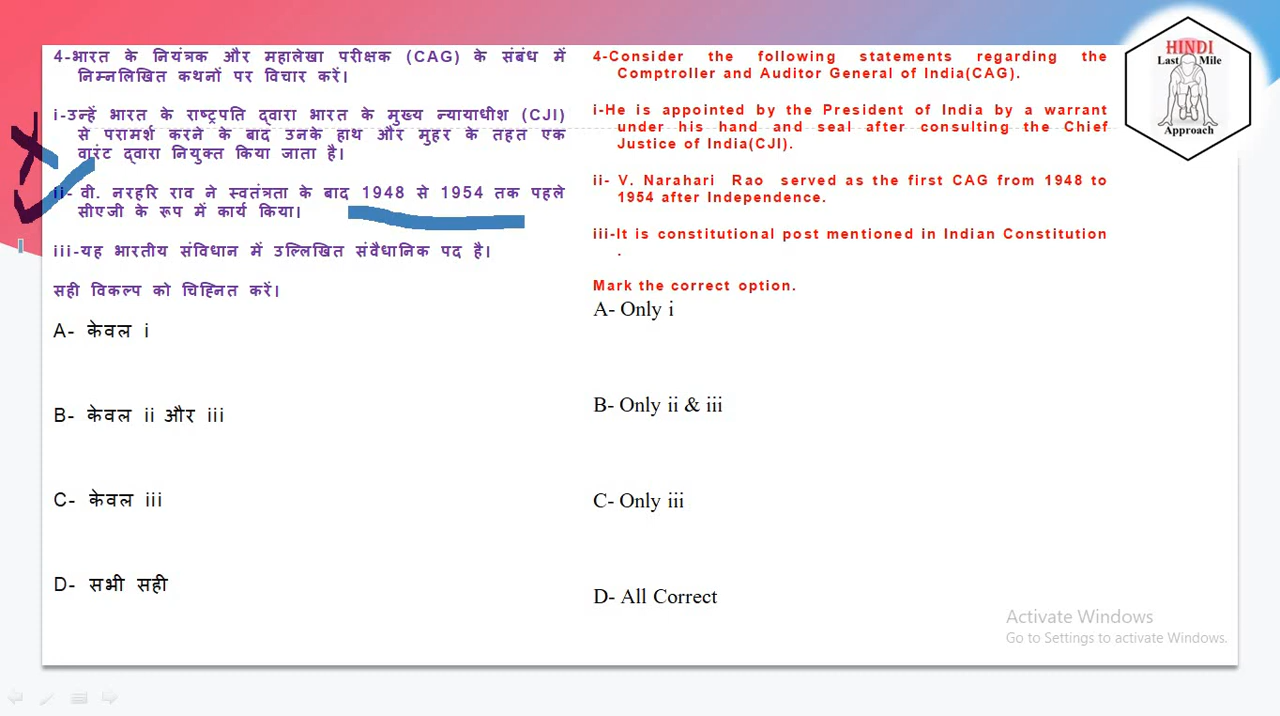 4-भारत के नियंत्रक और महालेखा परीक्षक (CAG) के संबंध में
निम्नलिखित कथनों पर विचार करें।
i-उन्हें भारत के राष्ट्रपति द्वारा भारत के मुख्य न्यायाधीश (CJI)
से परामर्श करने के बाद उनके हाथ और मुहर के तहत एक
वारंट द्वारा नियुक्त किया जाता है।
ii- वी. नरहरि राव ने स्वतंत्रता के बाद 1948 से 1954 तक पहले
सीएजी के रूप में कार्य किया।
iii-यह भारतीय संविधान में उल्लिखित संवैधानिक पद है।
सही विकल्प को चिह्नित करें।
A- केवल i
B- केवल ii और iii
C- केवल iii
D- सभी सही
4-Consider the following statements regarding the
Comptroller and Auditor General of India(CAG).
i-He is appointed by the President of India by a warrant
under his hand and seal after consulting the Chief
Justice of India(CJI).
ii- V. Narahari Rao served as the first CAG from 1948 to
1954 after Independence.
iii-It is constitutional post mentioned in Indian Constitution
.
Mark the correct option.
A- Only i
B- Only ii & iii
C- Only iii
D- All Correct
HINDI
Last Mile
Approach
Activate Windows
Go to Settings to activate Windows.